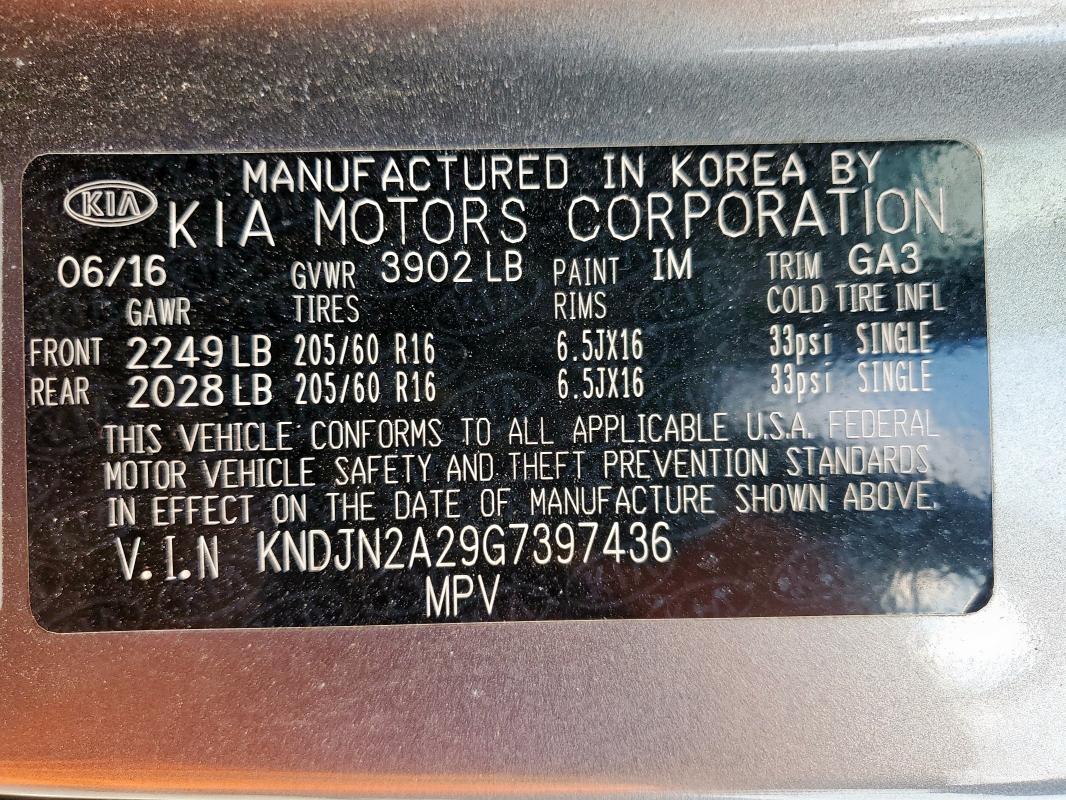 MANUFACTURED IN KOREA BY
KIA KIA MOTORS CORPORATION
06/16 GVWR 3902 LB PAINT IM TRIM GA3
GAWR TIRES RIMS COLD TIRE INFL
FRONT 2249 LB 205/60 R16 6.5JX16 33psi SINGLE
REAR 2028 LB 205/60 R16 6.5JX16 33psi SINGLE
THIS VEHICLE CONFORMS TO ALL APPLICABLE U.S.A. FEDERAL
MOTOR VEHICLE SAFETY AND THEFT PREVENTION STANDARDS
IN EFFECT ON THE DATE OF MANUFACTURE SHOWN ABOVE.
V.I.N KNDJN2A29G7397436
MPV